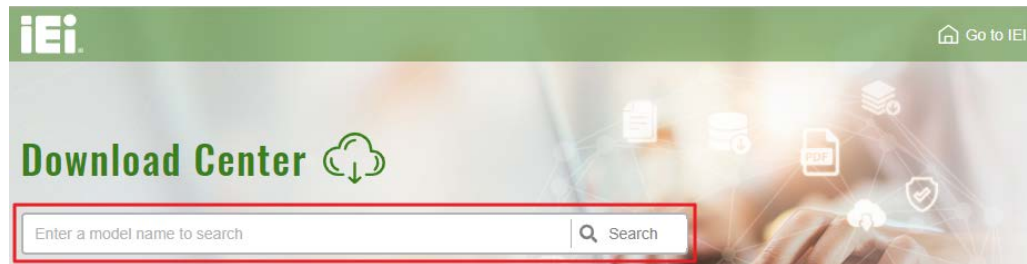 iEi.
Go to IEI
Download Center
Enter a model name to search
Search
PDF